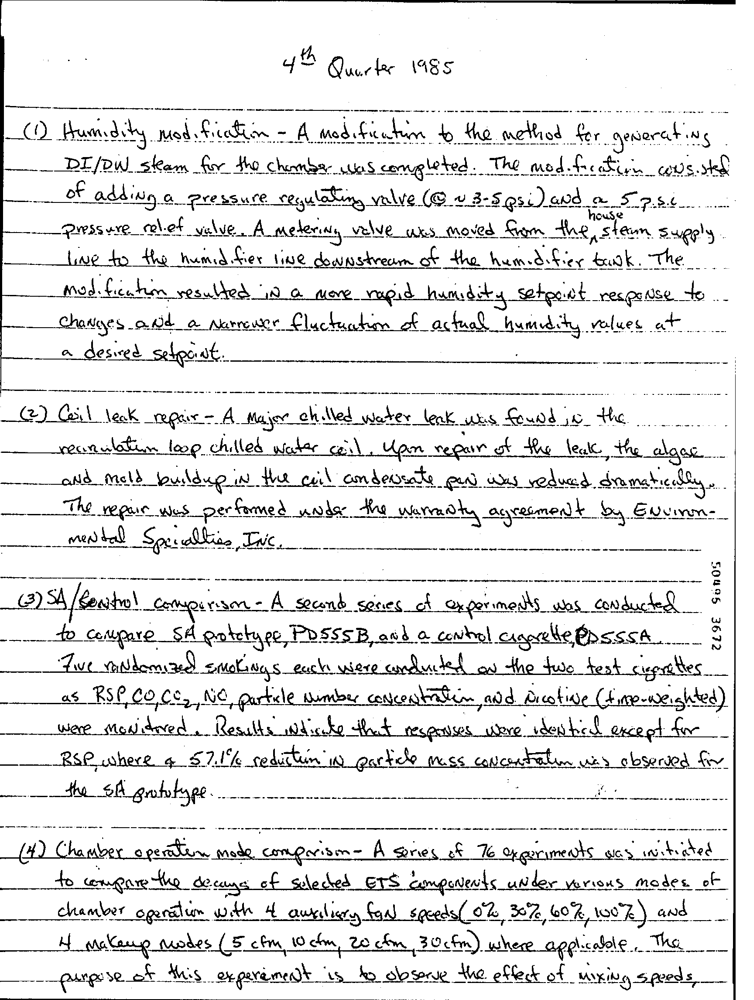 4th Quarter 1985
(1) Humidity modification - A modification to the method for generating
DI/DW steam for the chamber was completed. The modification consisted
of adding a pressure regulating valve (@ ~ 3-5 psi) and a 5 p.s.i.
pressure relief valve. A metering valve was moved from the ^house steam supply
line to the humidifier line downstream of the humidifier tank. The
modification resulted in a more rapid humidity setpoint response to
changes and a narrower fluctuation of actual humidity values at
a desired setpoint.
(2) Coil leak repair - A major chilled water leak was found in the
recirculation loop chilled water coil. Upon repair of the leak, the algae
and mold buildup in the coil condensate pan was reduced dramatically.
The repair was performed under the warranty agreement by Environ-
mental Specialties, Inc.
(3) SA/Control comparison - A second series of experiments was conducted
to compare SA prototype, PD555B, and a control cigarette, PD555A.
Five randomized smokings each were conducted on the two test cigarettes
as RSP, CO, CO2, NO, particle number concentration, and nicotine (time-weighted)
were monitored. Results indicate that responses were identical except for
RSP, where a 57.1% reduction in particle mass concentration was observed for
the SA prototype.
(4) Chamber operation mode comparison - A series of 76 experiments was initiated
to compare the decays of selected ETS components under various modes of
chamber operation with 4 auxiliary fan speeds (0%, 30%, 60%, 100%) and
4 makeup modes (5 cfm, 10 cfm, 20 cfm, 30 cfm) where applicable. The
purpose of this experiment is to observe the effect of mixing speeds,
50495 3672